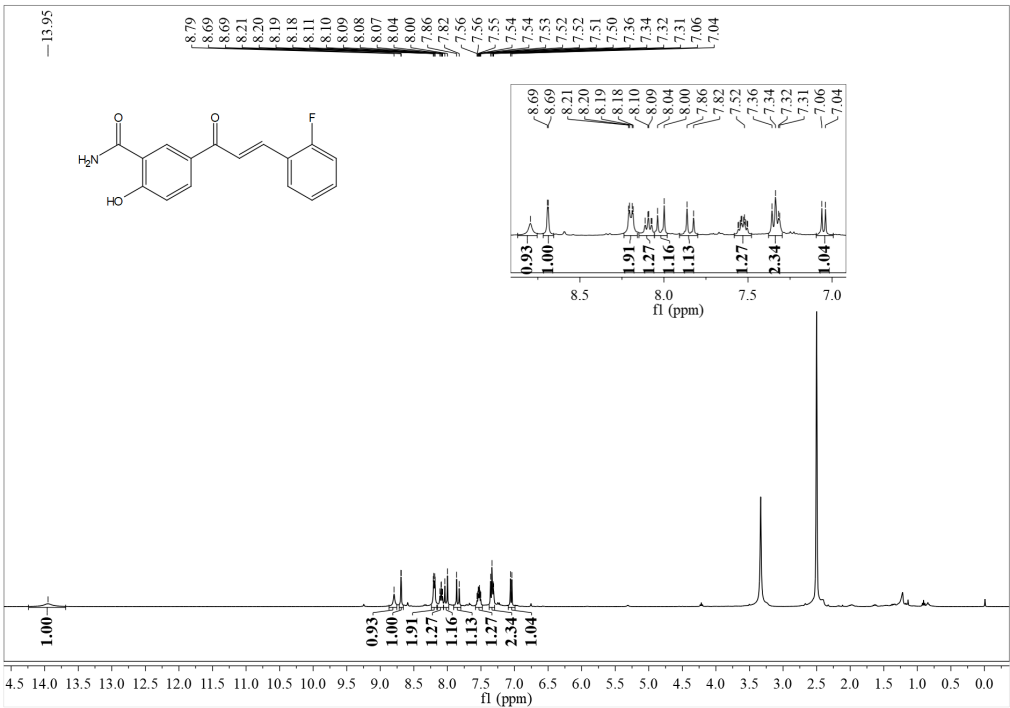 13.95
8.79 8.69 8.69 8.21 8.20 8.19 8.18 8.11 8.10 8.09 8.08 8.07 8.04 8.00 7.86 7.82 7.56 7.56 7.55 7.54 7.54 7.53 7.52 7.52 7.51 7.50 7.36 7.34 7.32 7.31 7.06 7.04
8.69 8.69 8.21 8.20 8.19 8.18 8.10 8.09 8.04 8.00 7.86 7.82 7.52 7.36 7.34 7.32 7.31 7.06 7.04
O O F
H₂N
HO
0.93 1.00 1.91 1.27 1.16 1.13 1.27 2.34 1.04
8.5 8.0 7.5 7.0
f1 (ppm)
1.00 0.93 1.00 1.91 1.27 1.16 1.13 1.27 2.34 1.04
4.5 14.0 13.5 13.0 12.5 12.0 11.5 11.0 10.5 10.0 9.5 9.0 8.5 8.0 7.5 7.0 6.5 6.0 5.5 5.0 4.5 4.0 3.5 3.0 2.5 2.0 1.5 1.0 0.5 0.0
f1 (ppm)